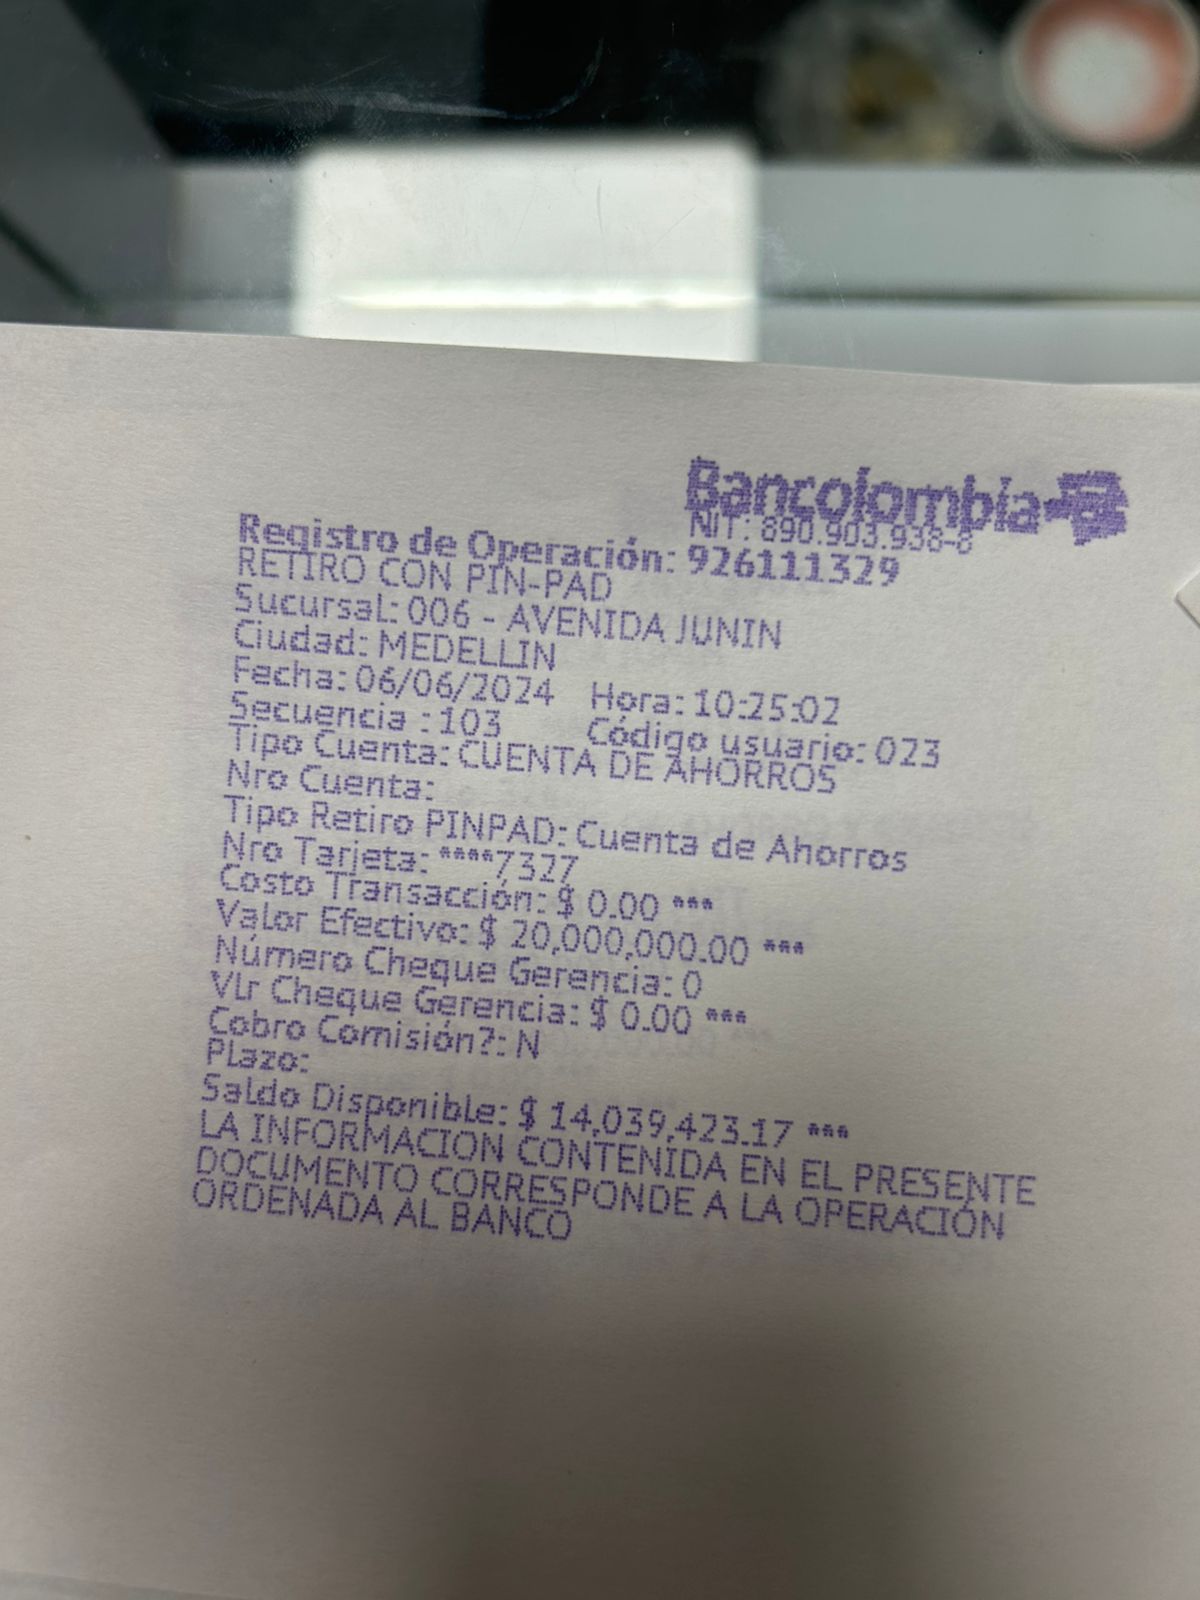 Bancolombia
NIT: 890.903.938-8
Registro de Operación: 926111329
RETIRO CON PIN-PAD
Sucursal: 006 - AVENIDA JUNIN
Ciudad: MEDELLIN
Fecha: 06/06/2024 Hora: 10:25:02
Secuencia : 103 Código usuario: 023
Tipo Cuenta: CUENTA DE AHORROS
Nro Cuenta:
Tipo Retiro PINPAD: Cuenta de Ahorros
Nro Tarjeta: ****7327
Costo Transacción: $ 0.00 ***
Valor Efectivo: $ 20,000,000.00 ***
Número Cheque Gerencia: 0
Vlr Cheque Gerencia: $ 0.00 ***
Cobro Comisión?: N
Plazo:
Saldo Disponible: $ 14,039,423.17 ***
LA INFORMACION CONTENIDA EN EL PRESENTE
DOCUMENTO CORRESPONDE A LA OPERACIÓN
ORDENADA AL BANCO